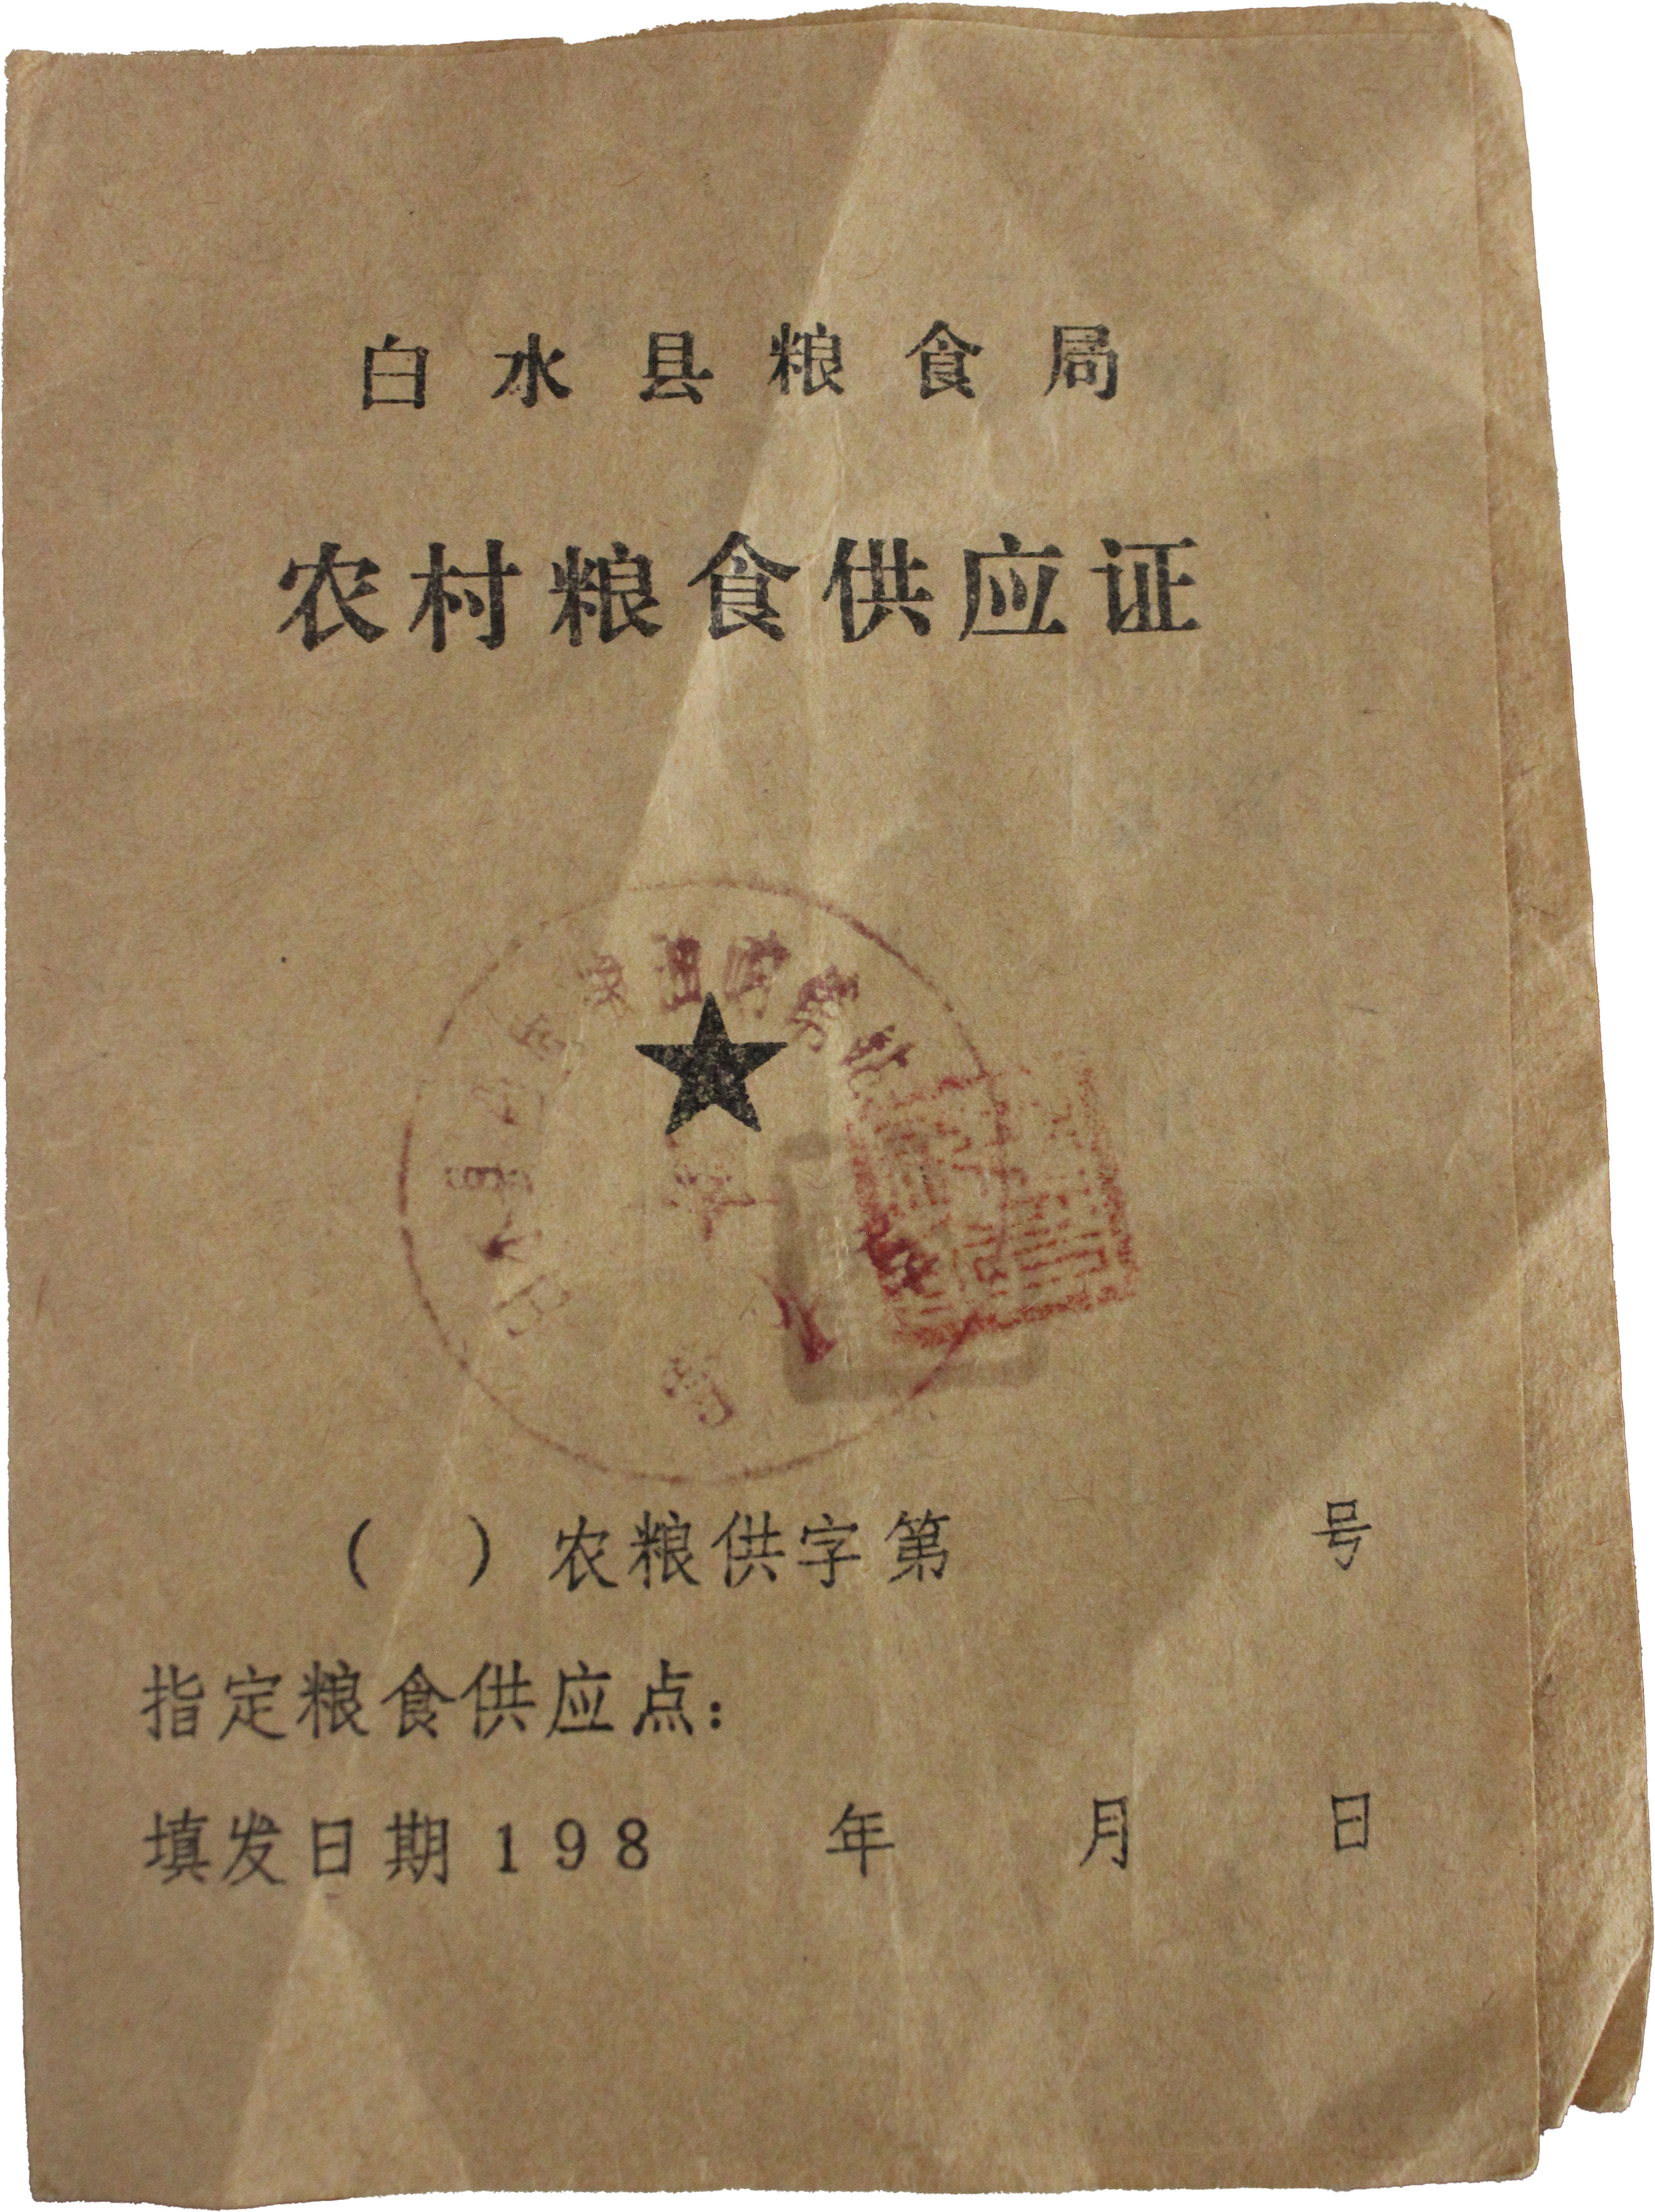 白水县粮食局
农村粮食供应证
（ ）农粮供字第 号
指定粮食供应点：
填发日期198 年 月 日